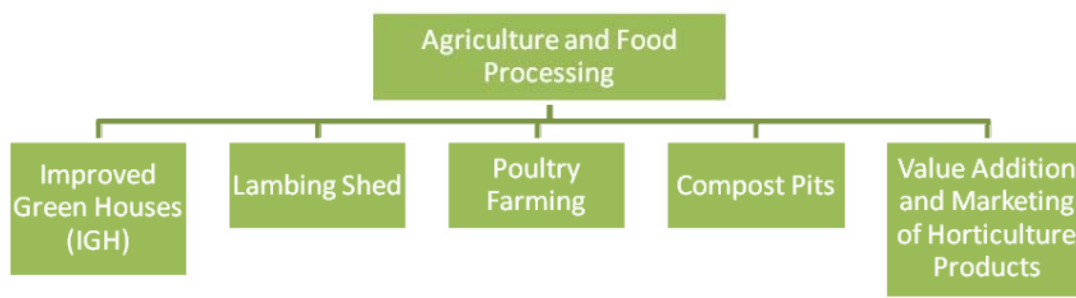 Agriculture and Food
Processing
Improved
Green Houses
(IGH)
Lambing Shed
Poultry
Farming
Compost Pits
Value Addition
and Marketing
of Horticulture
Products